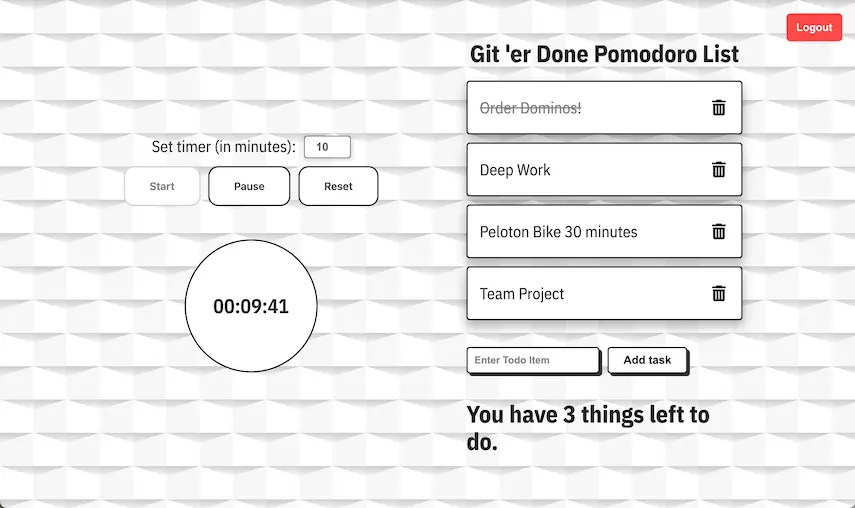 Logout
Git 'er Done Pomodoro List
Order Dominos!
Set timer (in minutes): 10
Start Pause Reset
Deep Work
Peloton Bike 30 minutes
Team Project
00:09:41
Enter Todo Item Add task
You have 3 things left to
do.